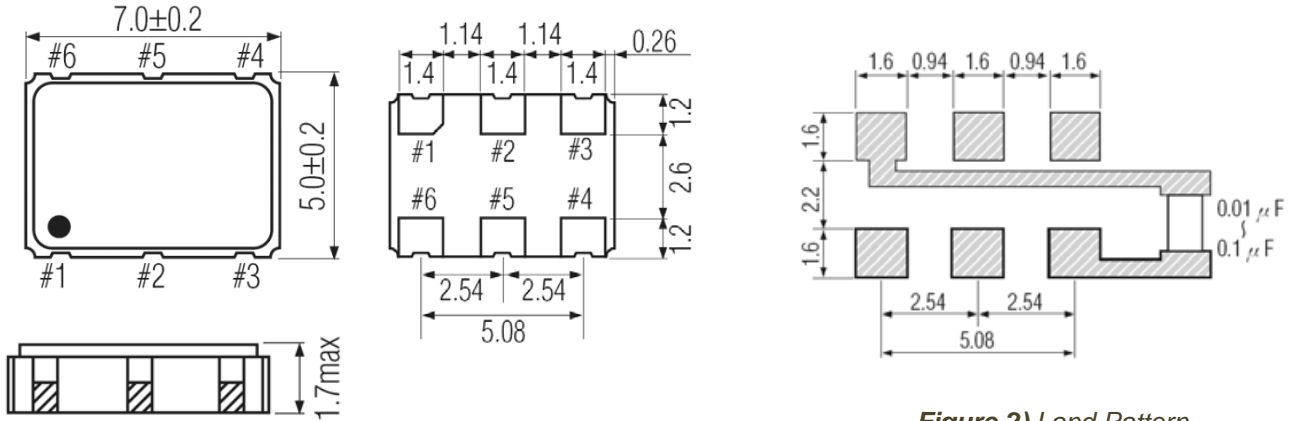 7.0±0.2
#6 #5 #4
5.0±0.2
#1 #2 #3
1.7max
1.14 1.14 0.26
1.4 1.4 1.4
1.2
#1 #2 #3
2.6
#6 #5 #4
1.2
2.54 2.54
5.08
1.6 0.94 1.6 0.94 1.6
1.6
2.2
0.01 μF
∫
0.1 μF
1.6
2.54 2.54
5.08
Figure 2) Land Pattern